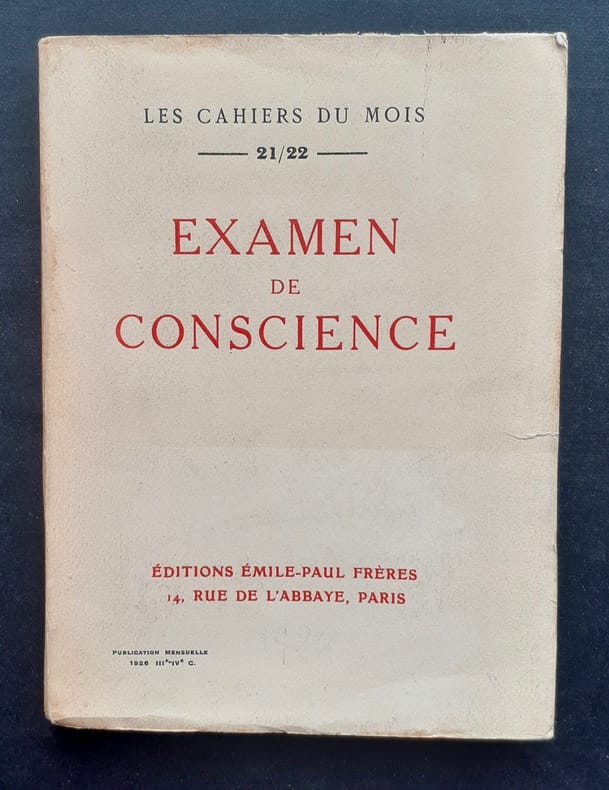 LES CAHIERS DU MOIS
21/22
EXAMEN
DE
CONSCIENCE
ÉDITIONS ÉMILE-PAUL FRÈRES
14, RUE DE L'ABBAYE, PARIS
PUBLICATION MENSUELLE
1926 IIIᵉ-IVᵉ C.